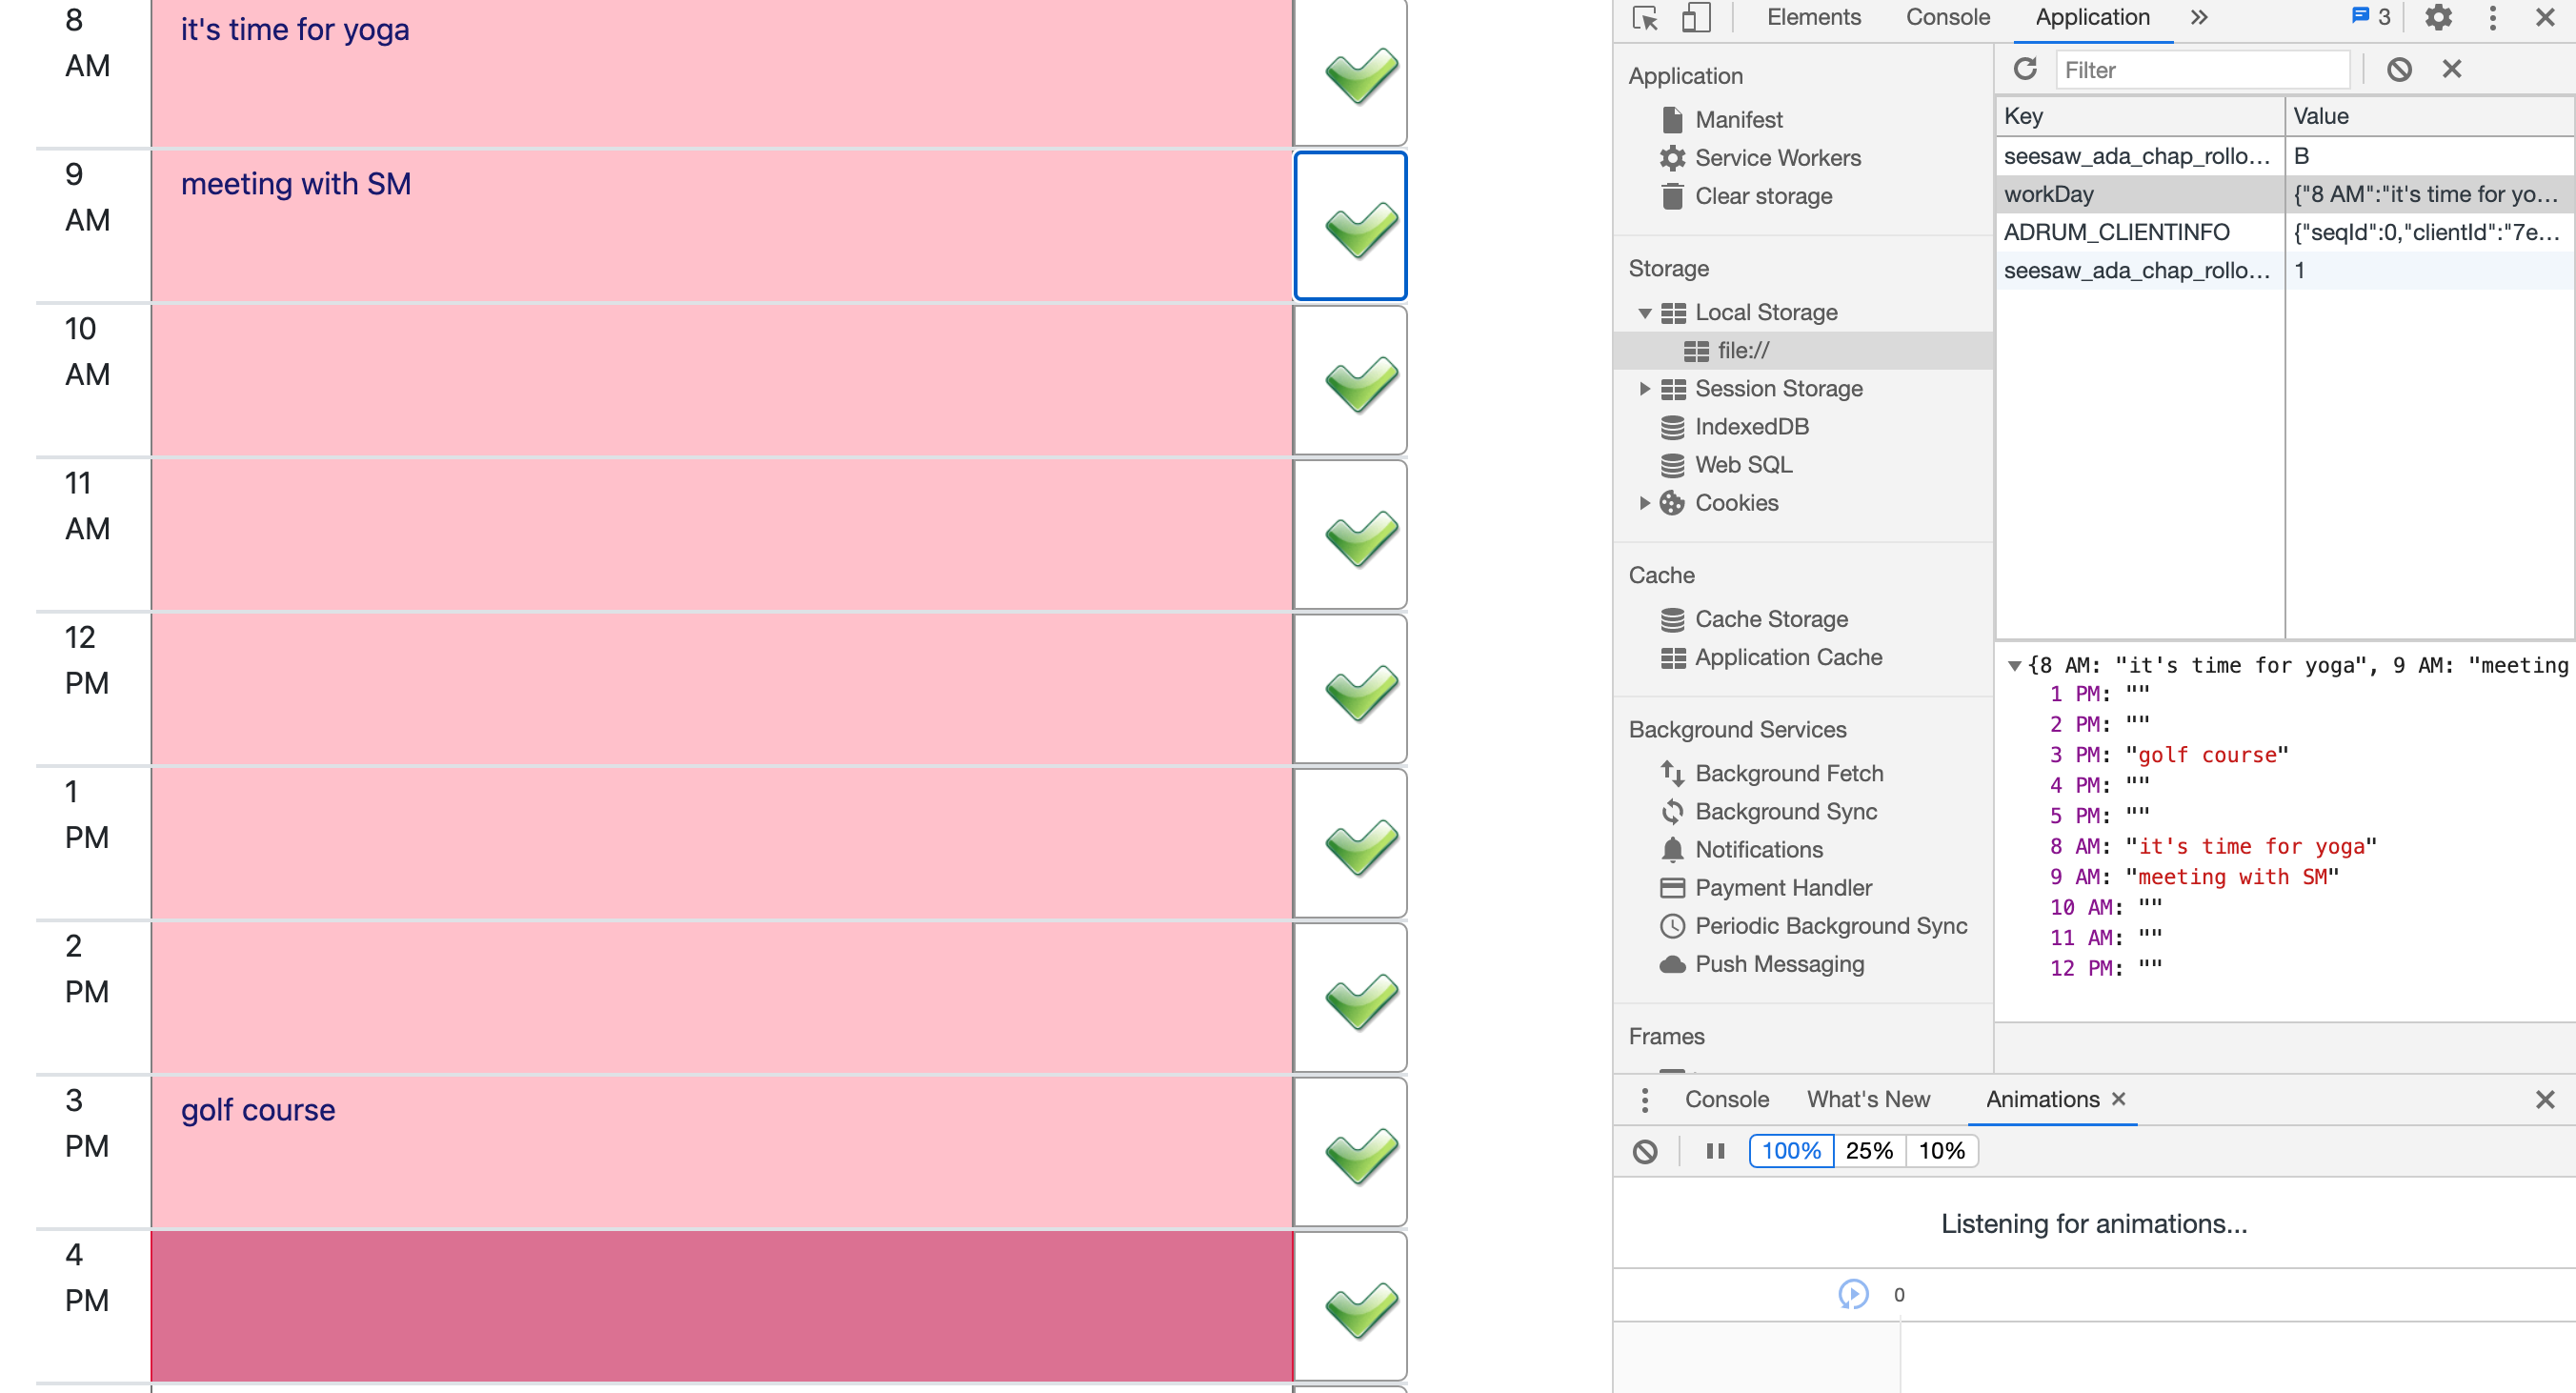 8
AM
it's time for yoga
9
AM
meeting with SM
10
AM
11
AM
12
PM
1
PM
2
PM
3
PM
golf course
4
PM
Elements Console Application 3
Application
Manifest
Service Workers
Clear storage
Storage
Local Storage
file://
Session Storage
IndexedDB
Web SQL
Cookies
Cache
Cache Storage
Application Cache
Background Services
Background Fetch
Background Sync
Notifications
Payment Handler
Periodic Background Sync
Push Messaging
Frames
Filter
Key Value
seesaw_ada_chap_rollo... B
workDay {"8 AM":"it's time for yo...
ADRUM_CLIENTINFO {"seqId":0,"clientId":"7e...
seesaw_ada_chap_rollo... 1
{8 AM: "it's time for yoga", 9 AM: "meeting
1 PM: ""
2 PM: ""
3 PM: "golf course"
4 PM: ""
5 PM: ""
8 AM: "it's time for yoga"
9 AM: "meeting with SM"
10 AM: ""
11 AM: ""
12 PM: ""
Console What's New Animations
100% 25% 10%
Listening for animations...
0